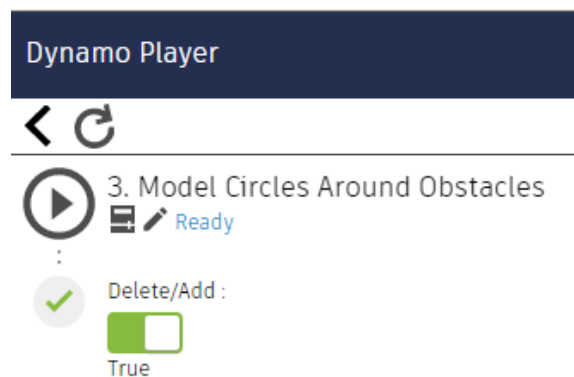 Dynamo Player
3. Model Circles Around Obstacles
Ready
Delete/Add :
True